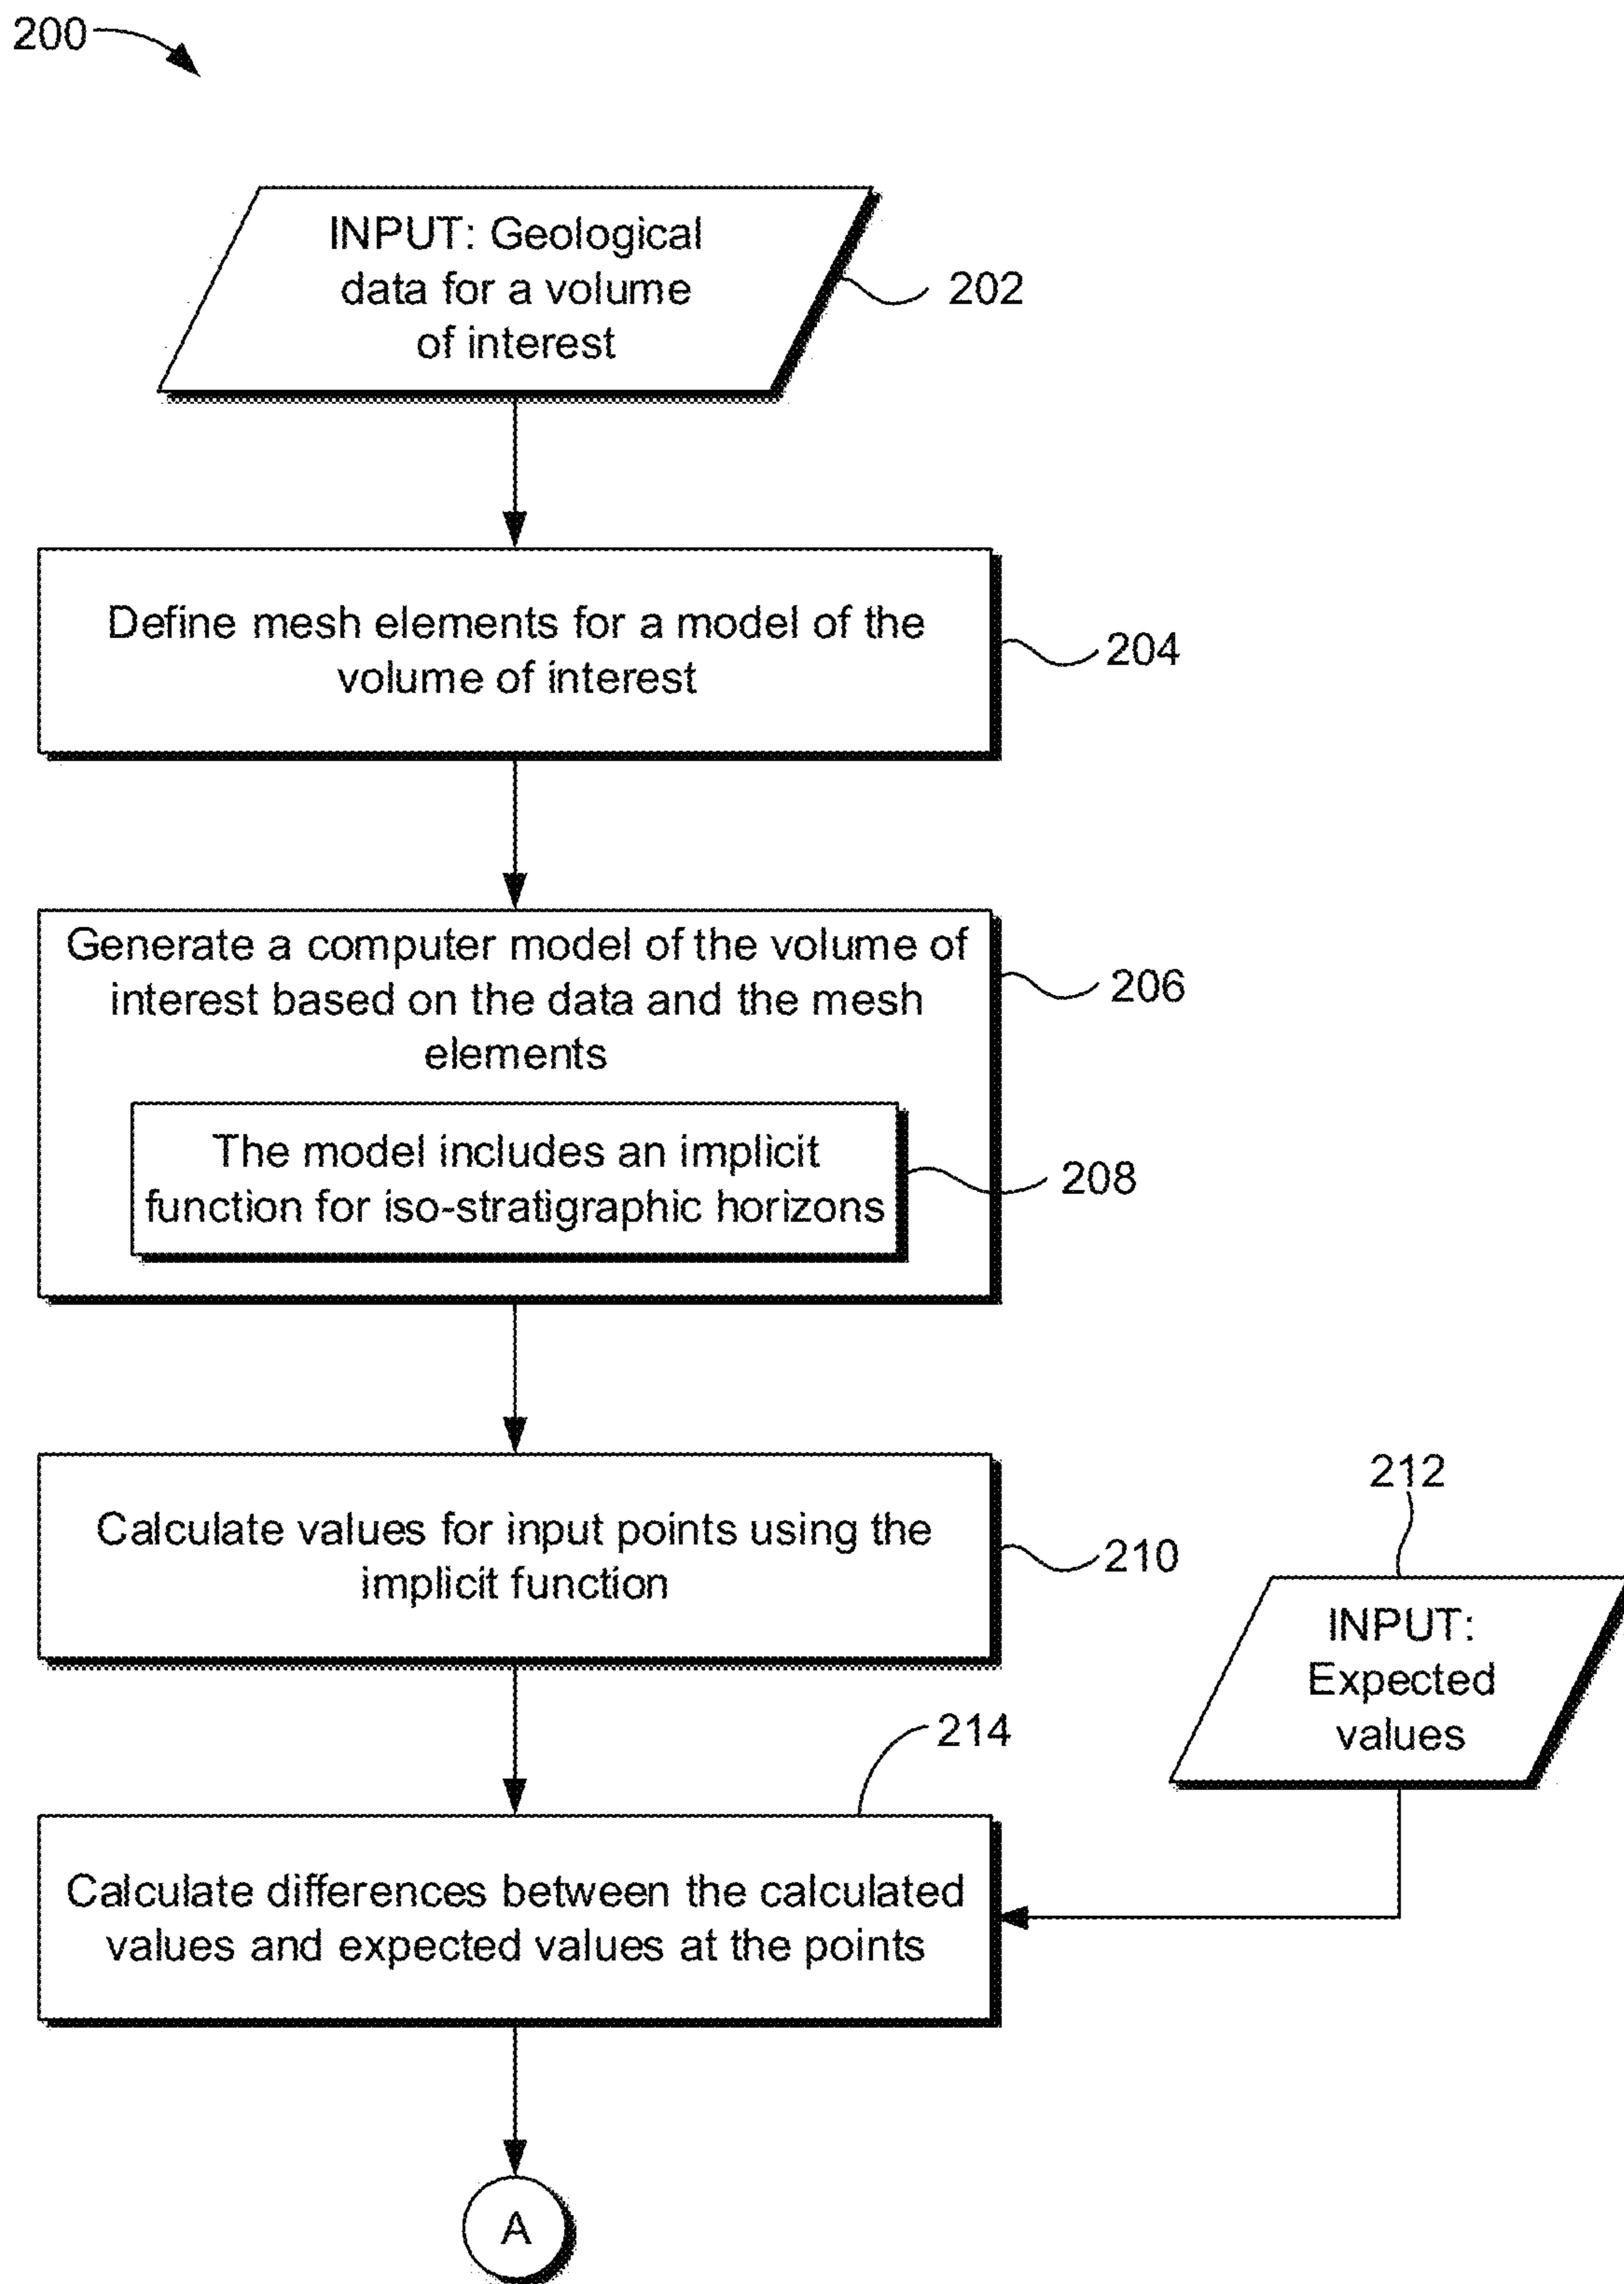 200
INPUT: Geological
data for a volume
of interest
202
Define mesh elements for a model of the
volume of interest
204
Generate a computer model of the volume of
interest based on the data and the mesh
elements
206
The model includes an implicit
function for iso-stratigraphic horizons
208
Calculate values for input points using the
implicit function
210
212
INPUT:
Expected
values
214
Calculate differences between the calculated
values and expected values at the points
A